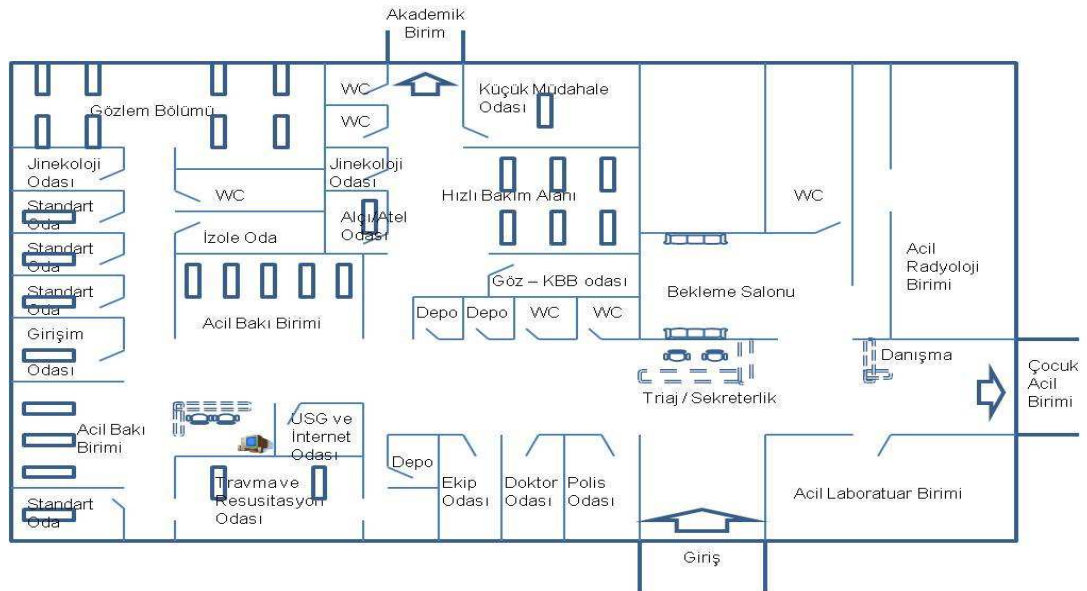 Akademik
Birim
Gözlem Bölümü
WC
WC
Küçük Müdahale
Odası
Jinekoloji
Odası
Jinekoloji
Odası
Hızlı Bakım Alanı
WC
WC
Standart
Oda
Alçı/Atel
Odası
İzole Oda
Standart
Oda
Göz – KBB odası
Bekleme Salonu
Acil
Radyoloji
Birimi
Standart
Oda
Acil Bakı Birimi
Depo
Depo
WC
WC
Girişim
Odası
Danışma
Çocuk
Acil
Birimi
Triaj / Sekreterlik
Acil Bakı
Birimi
USG ve
İnternet
Odası
Depo
Ekip
Odası
Doktor
Odası
Polis
Odası
Acil Laboratuar Birimi
Travma ve
Resusitasyon
Odası
Standart
Oda
Giriş